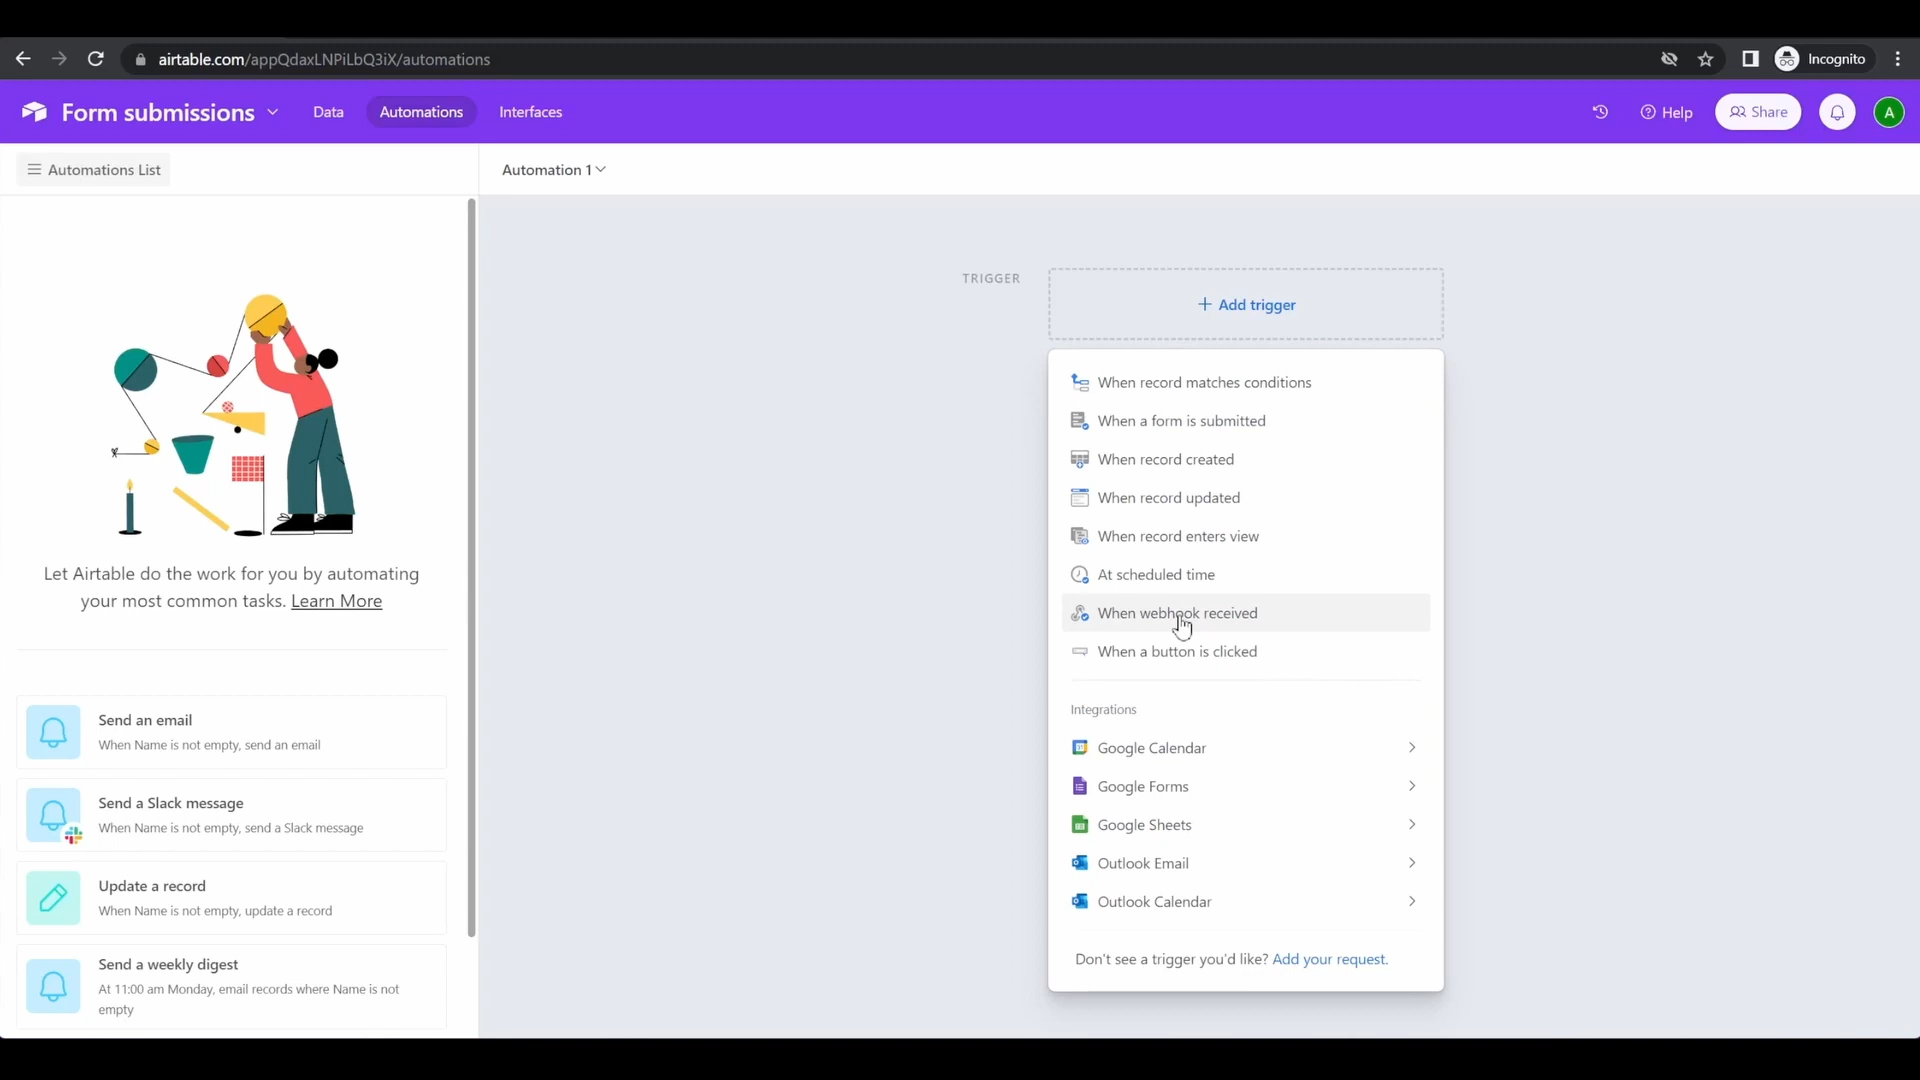 airtable.com/appQdaxLNPiLbQ3iX/automations
Incognito
Form submissions
Data
Automations
Interfaces
Help
Share
A
Automations List
Automation 1
TRIGGER
+ Add trigger
When record matches conditions
When a form is submitted
When record created
When record updated
When record enters view
At scheduled time
When webhook received
When a button is clicked
Integrations
Google Calendar
Google Forms
Google Sheets
Outlook Email
Outlook Calendar
Don't see a trigger you'd like? Add your request.
Let Airtable do the work for you by automating
your most common tasks. Learn More
Send an email
When Name is not empty, send an email
Send a Slack message
When Name is not empty, send a Slack message
Update a record
When Name is not empty, update a record
Send a weekly digest
At 11:00 am Monday, email records where Name is not
empty